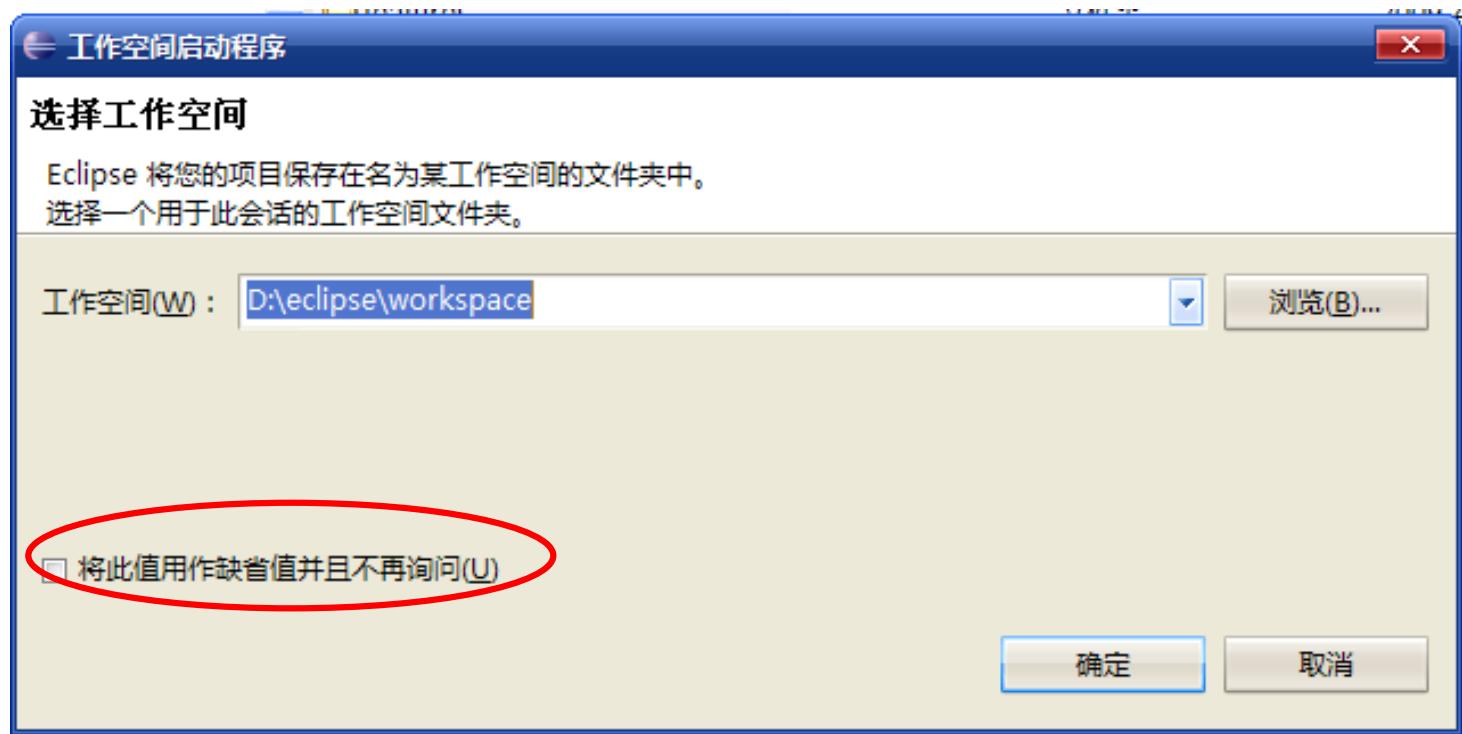 工作空间启动程序
选择工作空间
Eclipse 将您的项目保存在名为某工作空间的文件夹中。
选择一个用于此会话的工作空间文件夹。
工作空间(W)： D:\eclipse\workspace 浏览(B)...
将此值用作缺省值并且不再询问(U)
确定 取消